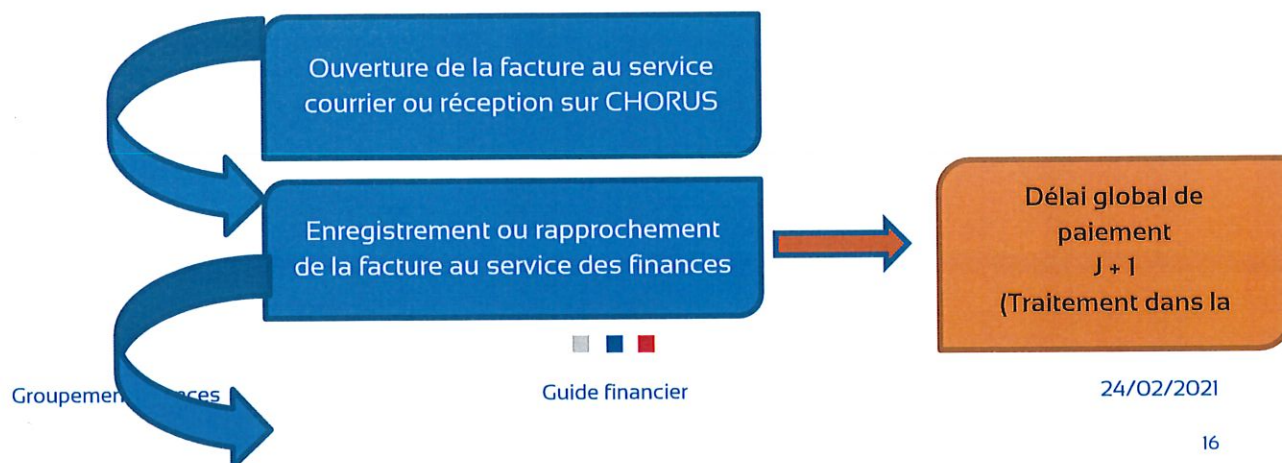 Ouverture de la facture au service
courrier ou réception sur CHORUS
Enregistrement ou rapprochement
de la facture au service des finances
Délai global de
paiement
J + 1
(Traitement dans la
Guide financier
24/02/2021
16